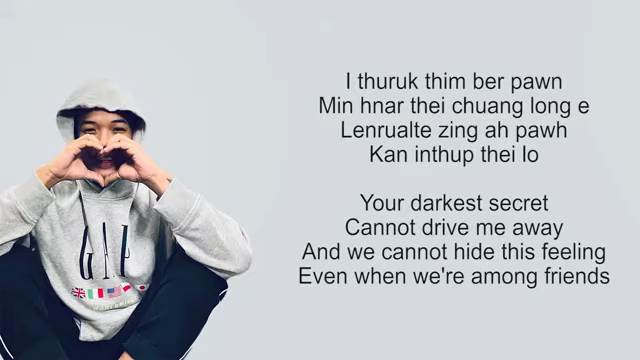 I thuruk thim ber pawn
Min hnar thei chuang long e
Lenrualte zing ah pawh
Kan inthup thei lo
Your darkest secret
Cannot drive me away
And we cannot hide this feeling
Even when we're among friends
GAP